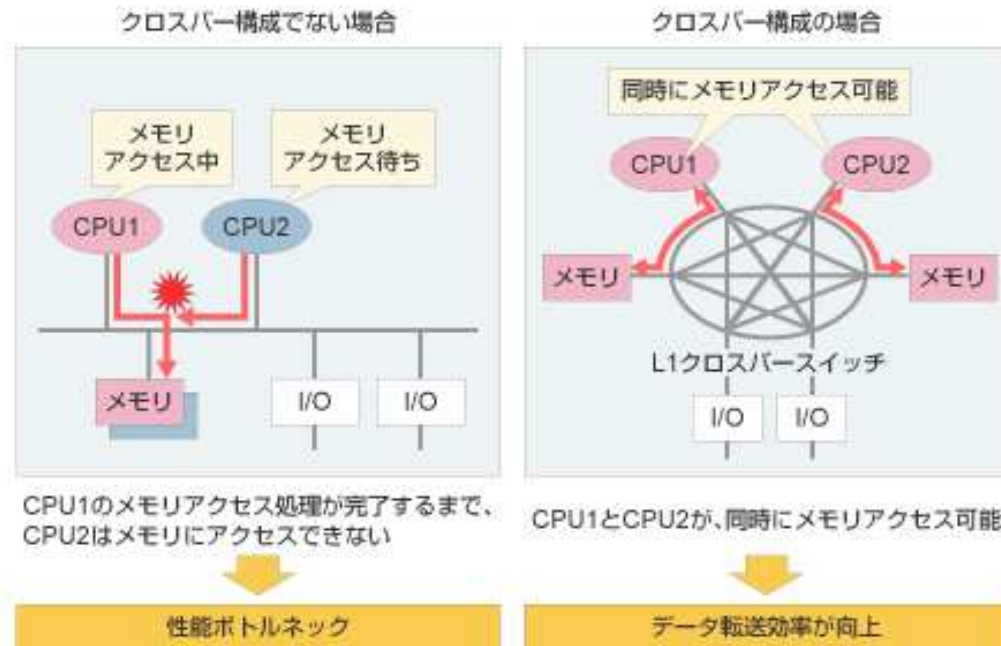 クロスバー構成でない場合
メモリ
アクセス中
メモリ
アクセス待ち
CPU1
CPU2
メモリ
I/O
I/O
CPU1のメモリアクセス処理が完了するまで、
CPU2はメモリにアクセスできない
性能ボトルネック
クロスバー構成の場合
同時にメモリアクセス可能
CPU1
CPU2
メモリ
メモリ
L1クロスバースイッチ
I/O
I/O
CPU1とCPU2が、同時にメモリアクセス可能
データ転送効率が向上